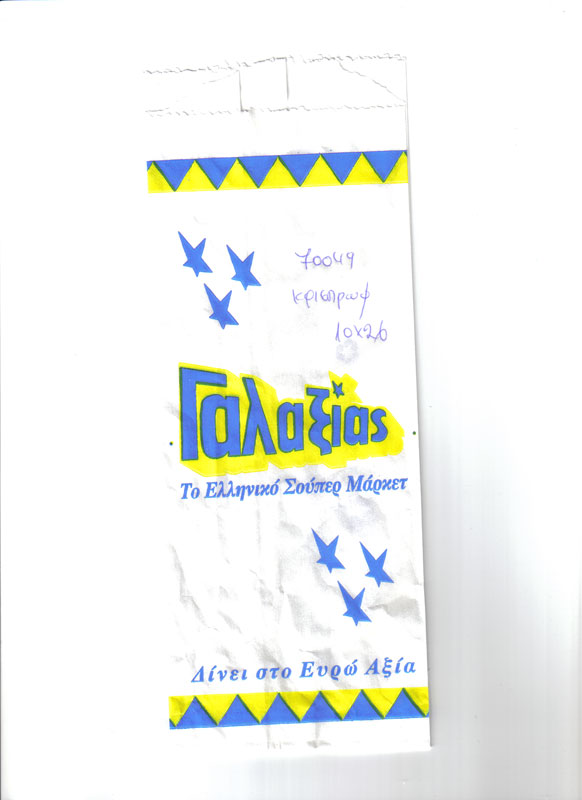 70049
κρισπρωφ
10x26
Γαλαξίας
Το Ελληνικό Σούπερ Μάρκετ
Δίνει στο Ευρώ Αξία